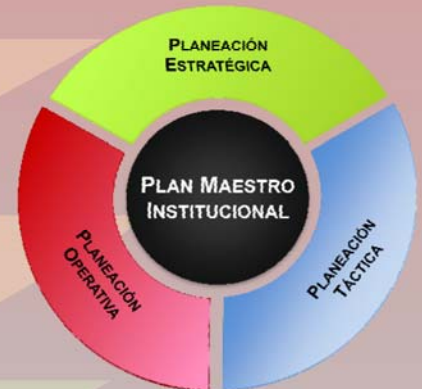 PLANEACIÓN
ESTRATÉGICA
PLAN MAESTRO
INSTITUCIONAL
PLANEACIÓN
OPERATIVA
PLANEACIÓN
TÁCTICA